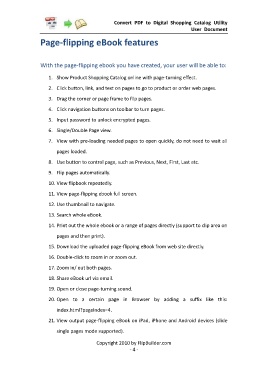 Convert PDF to Digital Shopping Catalog Utility
User Document
Page-flipping eBook features
With the page-flipping ebook you have created, your user will be able to:
1. Show Product Shopping Catalog online with page-turning effect.
2. Click button, link, and text on pages to go to product or order web pages.
3. Drag the corner or page frame to flip pages.
4. Click navigation buttons on toolbar to turn pages.
5. Input password to unlock encrypted pages.
6. Single/Double Page view.
7. View with pre-loading needed pages to open quickly, do not need to wait all
pages loaded.
8. Use button to control page, such as Previous, Next, First, Last etc.
9. Flip pages automatically.
10. View flipbook repeatedly.
11. View page-flipping ebook full screen.
12. Use thumbnail to navigate.
13. Search whole eBook.
14. Print out the whole ebook or a range of pages directly (support to clip area on
pages and then print).
15. Download the uploaded page-flipping eBook from web site directly.
16. Double-click to zoom in or zoom out.
17. Zoom in/ out both pages.
18. Share eBook url via email.
19. Open or close page-turning sound.
20. Open to a certain page in Browser by adding a suffix like this:
index.html?pageIndex=4.
21. View output page-flipping eBook on iPad, iPhone and Android devices (slide
single pages mode supported).
Copyright 2010 by FlipBuilder.com
- 4 -